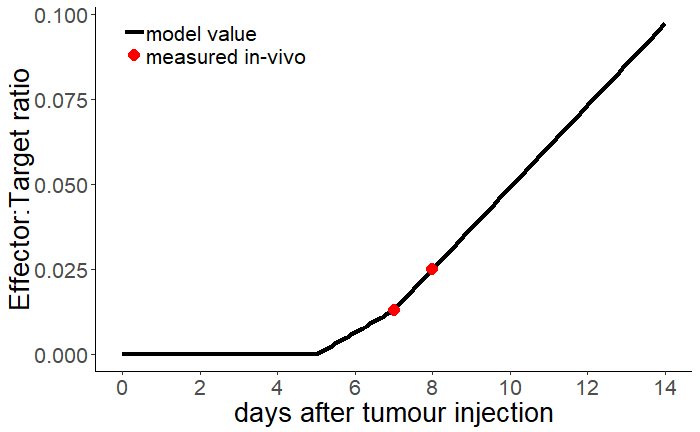 0.100
model value
measured in-vivo
0.075
0.050
0.025
0.000
Effector:Target ratio
0 2 4 6 8 10 12 14
days after tumour injection